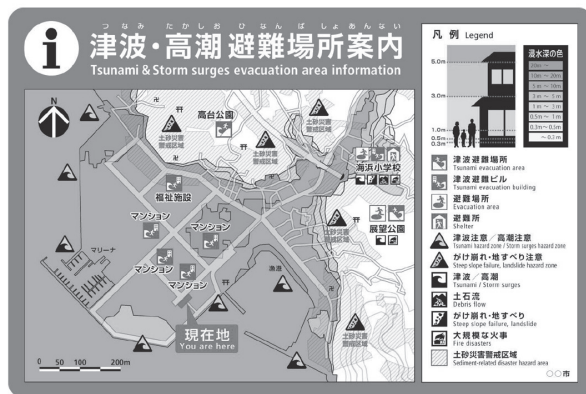 つなみ たかしお ひなんば しょあんない
津波・高潮 避難場所案内
Tsunami & Storm surges evacuation area information
N
高台公園
土砂災害
警戒区域
土砂災害
警戒区域
土砂災害
警戒区域
海浜小学校
福祉施設
マンション
マンション
マンション
マンション
マリーナ
漁港
展望公園
土砂災害
警戒区域
土砂災害
警戒区域
現在地
You are here
0 50 100 200m
凡例 Legend
5.0m
3.0m
1.0m
0.5m
0.3m
浸水深の色
20m ～
10m ～ 20m
5m ～ 10m
3m ～ 5m
1m ～ 3m
0.5m ～ 1m
0.3m～0.5m
～0.3m
津波避難場所
Tsunami evacuation area
津波避難ビル
Tsunami evacuation building
避難場所
Evacuation area
避難所
Shelter
津波注意／高潮注意
Tsunami hazard zone / Storm surges hazard zone
がけ崩れ・地すべり注意
Steep slope failure, landslide hazard zone
津波／高潮
Tsunami / Storm surges
土石流
Debris flow
がけ崩れ・地すべり
Steep slope failure, landslide
大規模な火事
Fire disasters
土砂災害警戒区域
Sediment-related disaster hazard area
○○市